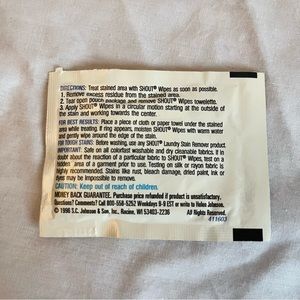 DIRECTIONS: Treat stained area with SHOUT® Wipes as soon as possible.
1. Remove excess residue from the stained area.
2. Tear open pouch package and remove SHOUT® Wipes towelette.
3. Apply SHOUT® Wipes in a circular motion starting at the outside of
the stain and working towards the center.
FOR BEST RESULTS: Place a piece of cloth or paper towel under the stained
area while treating. If ring appears, moisten SHOUT® Wipes with warm water
and gently wipe around the edge of the stain.
FOR TOUGH STAINS: Before washing, use any SHOUT® Laundry Stain Remover product
IMPORTANT: Safe on all colorfast washable and dry cleanable fabrics. If in
doubt about the reaction of a particular fabric to SHOUT® Wipes, test on a
hidden area of garment prior to use. Testing on silk or rayon fabric is
highly recommended. Stains like rust, bleach damage, dried paint, ink or
dyes may be impossible to remove.
CAUTION: Keep out of reach of children.
MONEY BACK GUARANTEE. Purchase price refunded if product is unsatisfactory.
Questions? Comments? Call 800-558-5252 Weekdays 8-9 EST or write to Helen Johnson.
© 1996 S.C. Johnson & Son, Inc., Racine, WI 53403-2236 All Rights Reserved.
411603